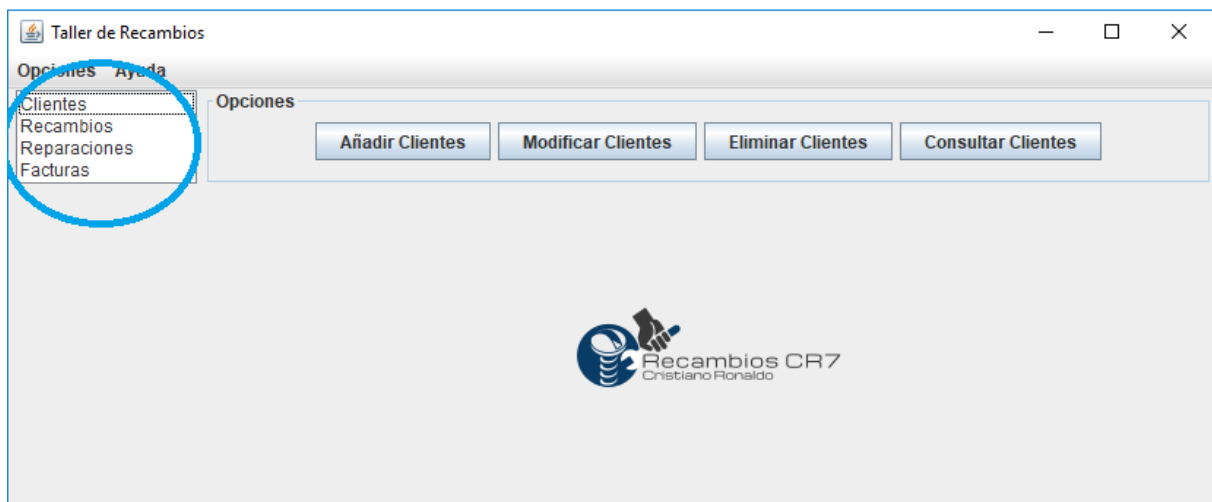 Taller de Recambios
Opciones Ayuda
Clientes
Recambios
Reparaciones
Facturas
Opciones
Añadir Clientes Modificar Clientes Eliminar Clientes Consultar Clientes
Recambios CR7
Cristiano Ronaldo